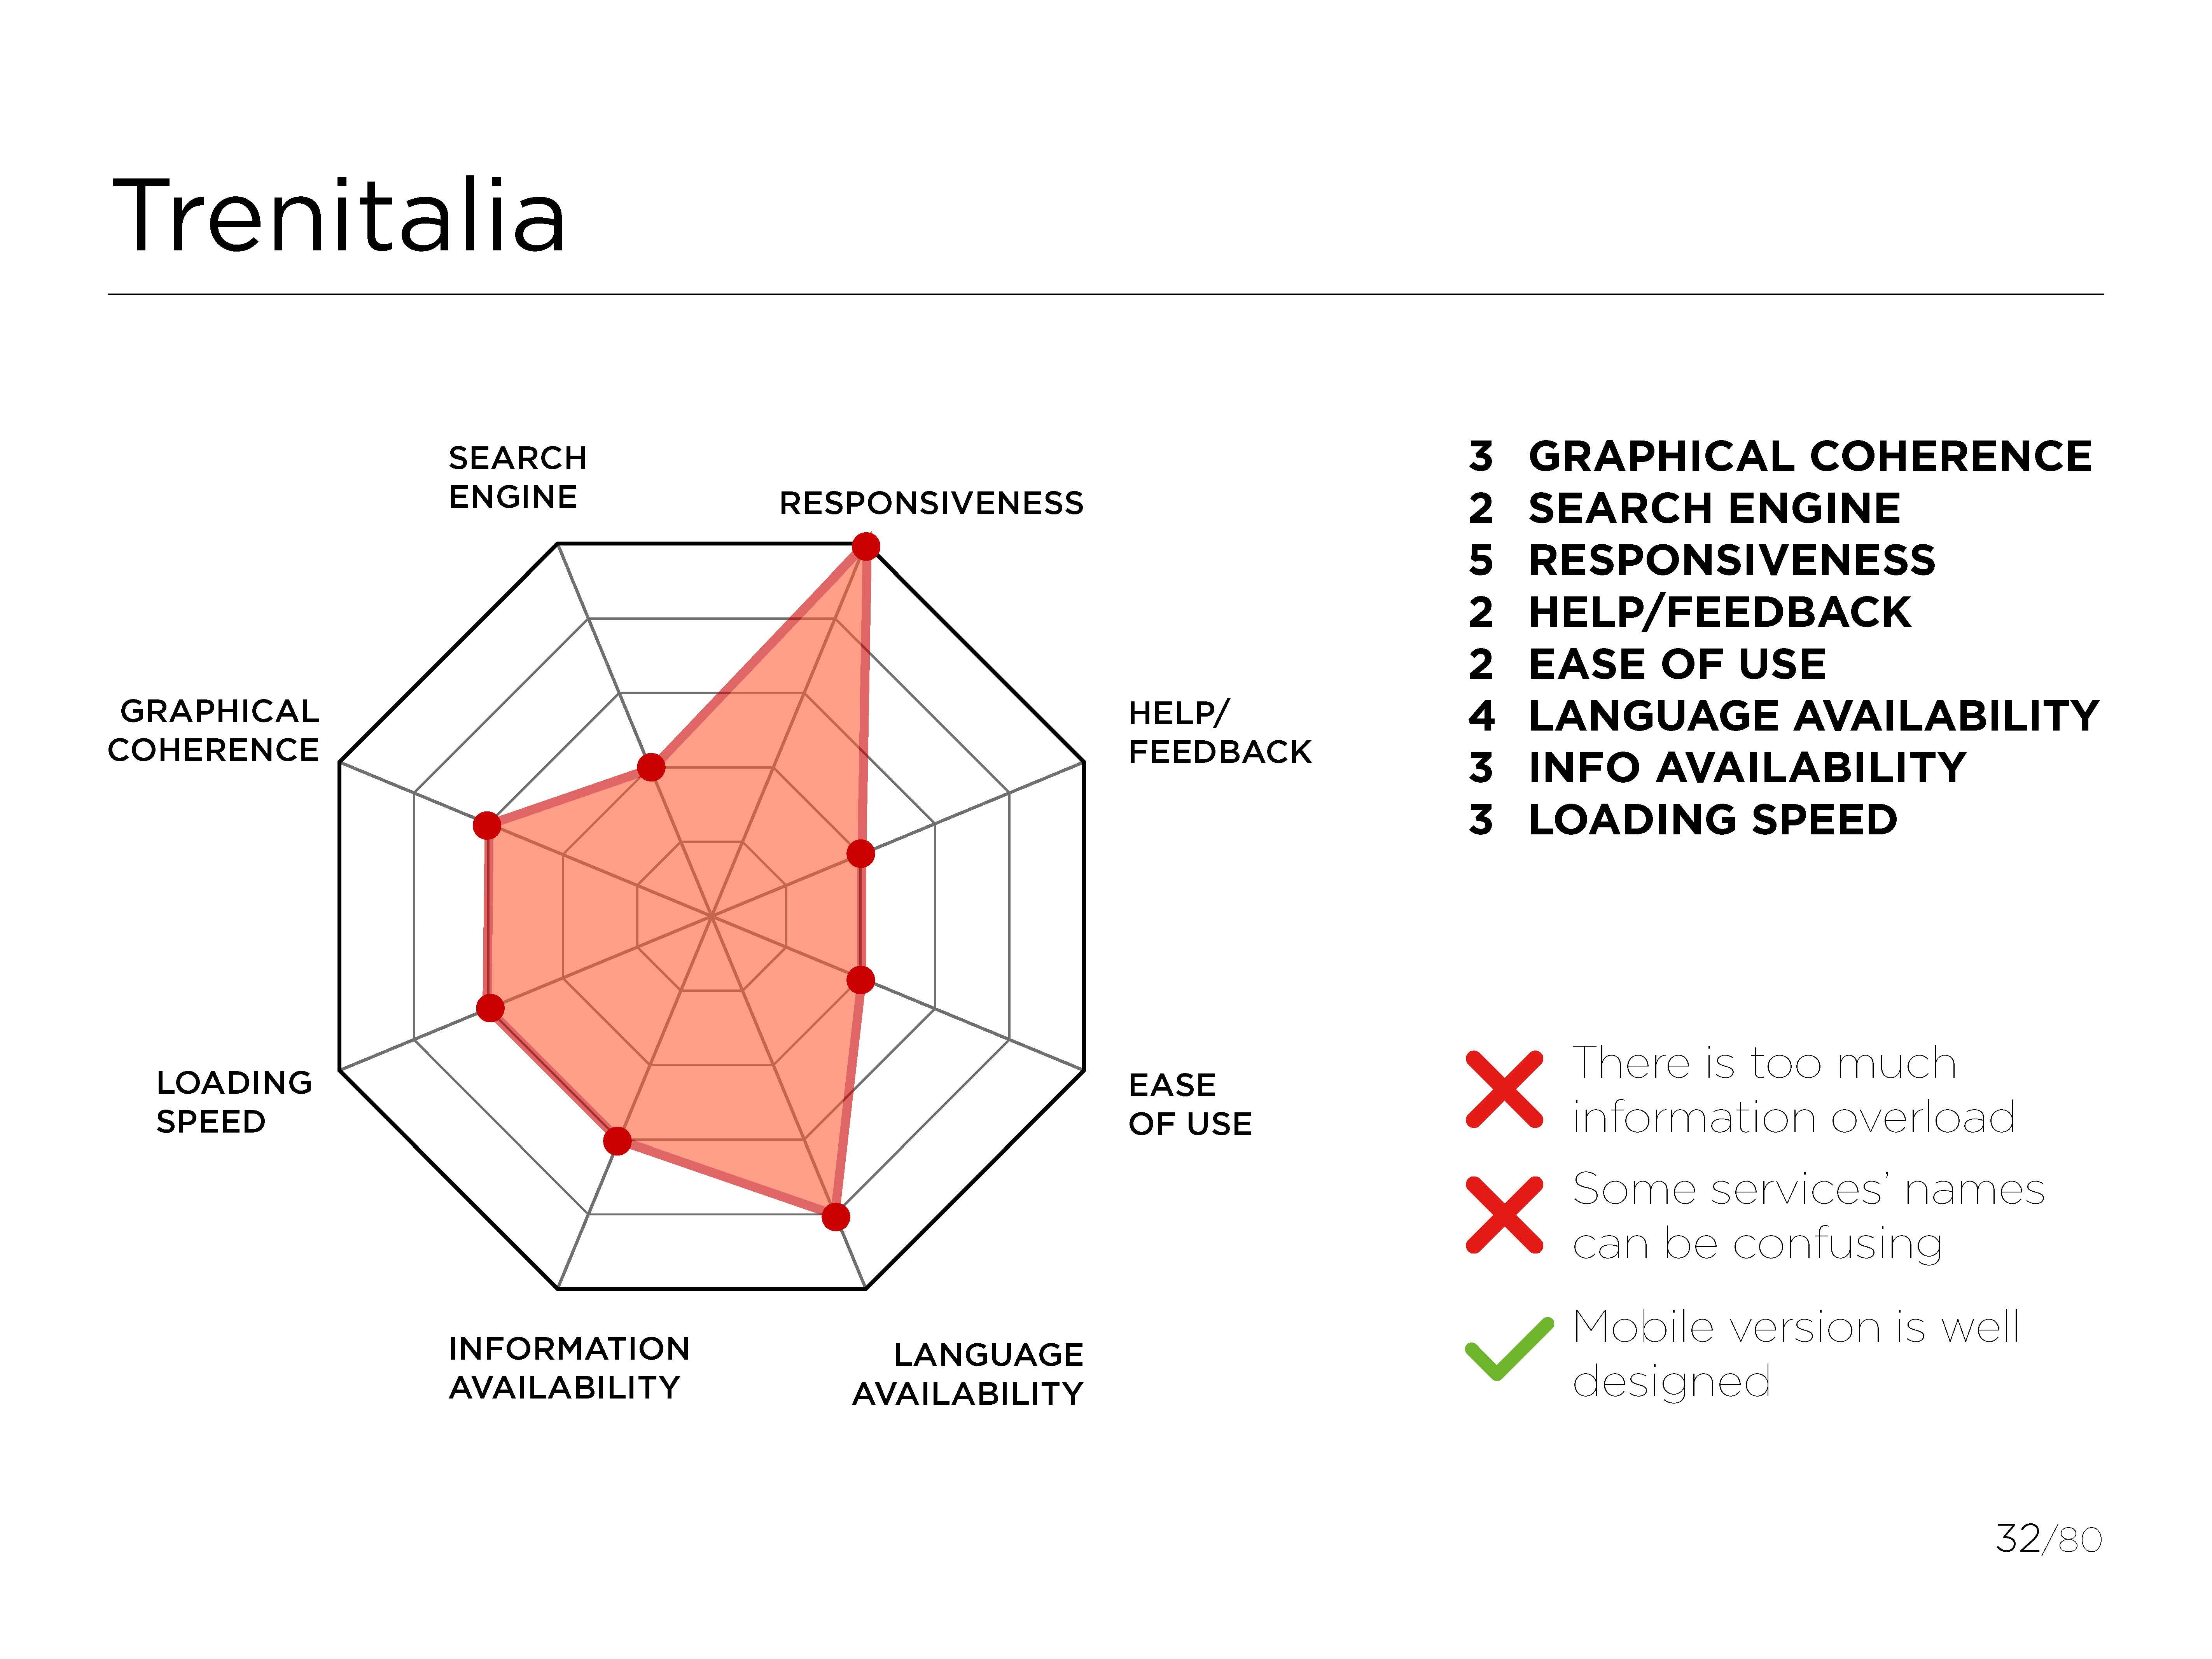 Trenitalia
SEARCH
ENGINE
RESPONSIVENESS
GRAPHICAL
COHERENCE
HELP/
FEEDBACK
LOADING
SPEED
EASE
OF USE
INFORMATION
AVAILABILITY
LANGUAGE
AVAILABILITY
3 GRAPHICAL COHERENCE
2 SEARCH ENGINE
5 RESPONSIVENESS
2 HELP/FEEDBACK
2 EASE OF USE
4 LANGUAGE AVAILABILITY
3 INFO AVAILABILITY
3 LOADING SPEED
There is too much
information overload
Some services’ names
can be confusing
Mobile version is well
designed
32/80